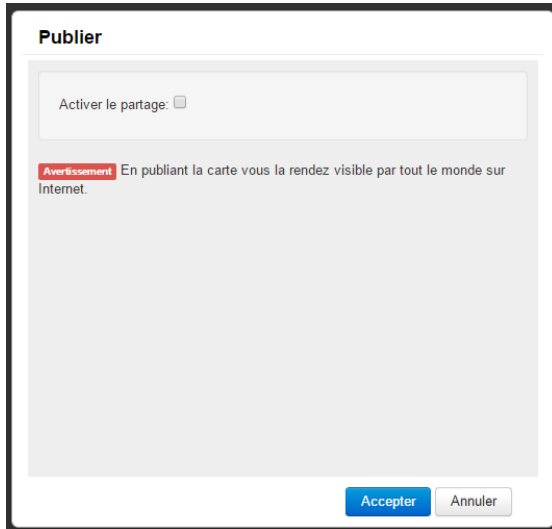 Publier
Activer le partage:
Avertissement En publiant la carte vous la rendez visible par tout le monde sur
Internet.
Accepter Annuler